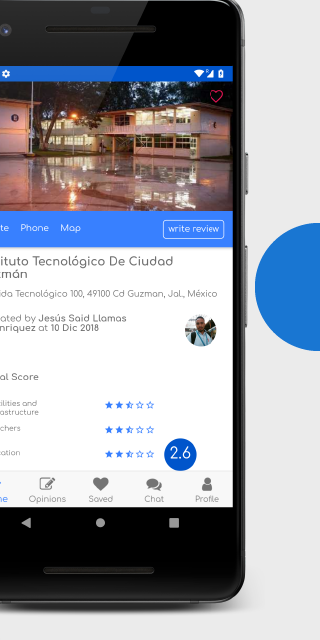 te Phone Map write review
ituto Tecnológico De Ciudad
mán
ida Tecnológico 100, 49100 Cd Guzman, Jal., México
ated by Jesús Said Llamas
nriquez at 10 Dic 2018
al Score
ilities and
astructure
chers
ation
2.6
ne Opinions Saved Chat Profile